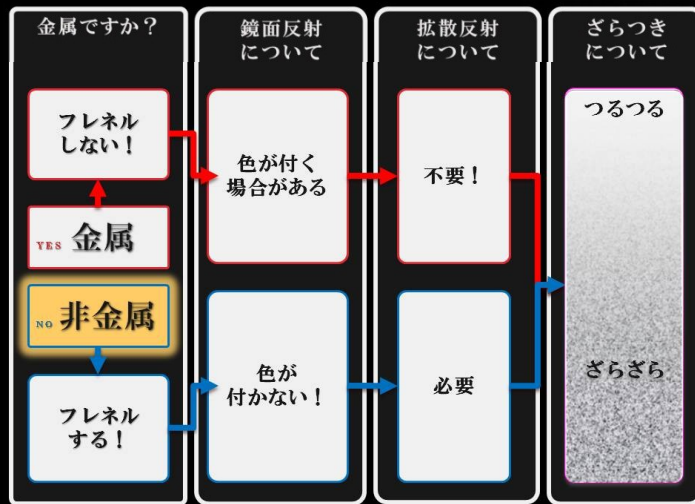 金属ですか？
フレネル
しない！
YES 金属
NO 非金属
フレネル
する！
鏡面反射
について
色が付く
場合がある
色が
付かない！
拡散反射
について
不要！
必要
ざらつき
について
つるつる
ざらざら